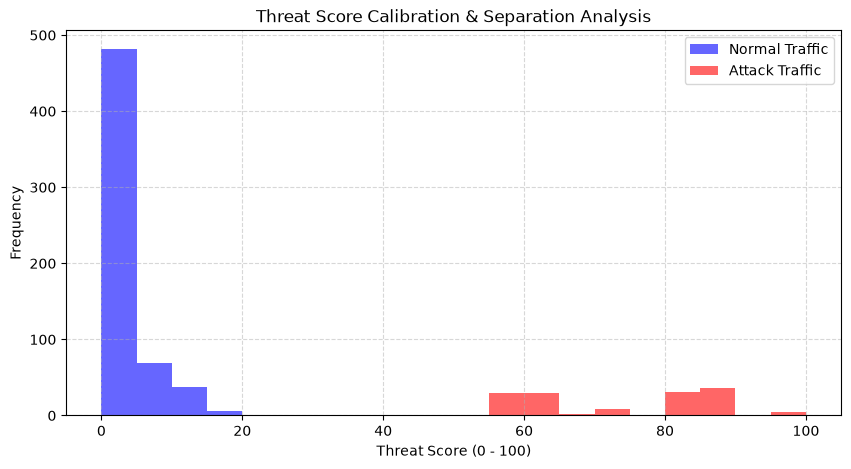 Threat Score Calibration & Separation Analysis
Normal Traffic
Attack Traffic
Frequency
500
400
300
200
100
0
0 20 40 60 80 100
Threat Score (0 - 100)